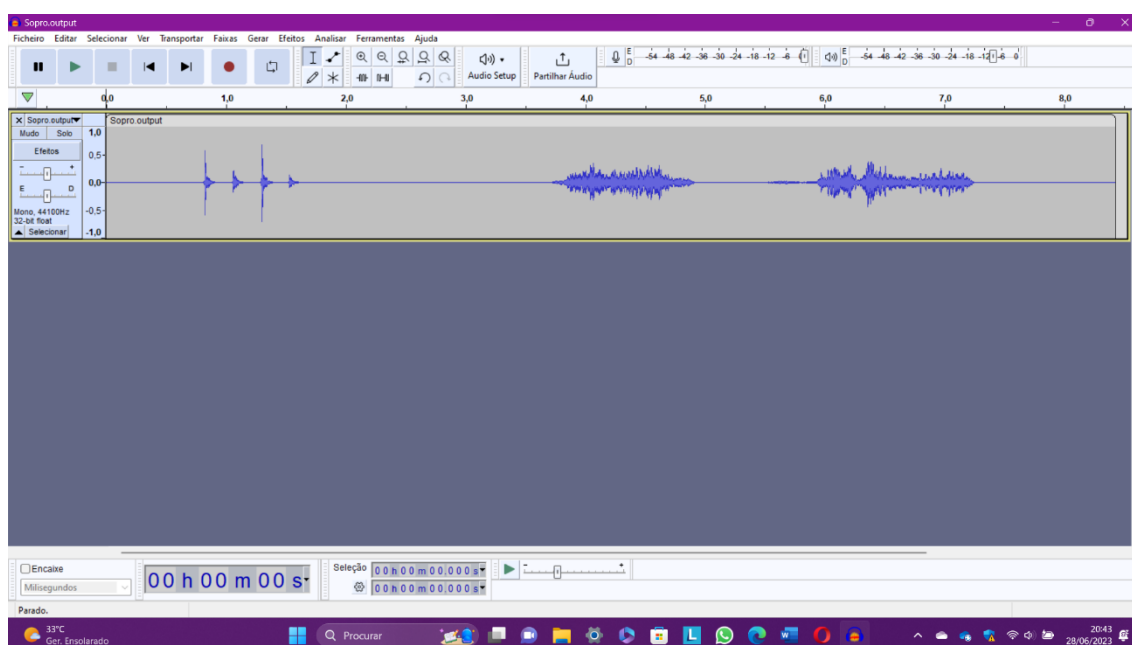 Sopro.output
Ficheiro Editar Selecionar Ver Transportar Faixas Gerar Efeitos Analisar Ferramentas Ajuda
Audio Setup
Partilhar Áudio
E -54 -48 -42 -36 -30 -24 -18 -12 -6
D
E -54 -48 -42 -36 -30 -24 -18 -12 -6 0
D
0,0 1,0 2,0 3,0 4,0 5,0 6,0 7,0 8,0
Sopro.output
Sopro.output
Mudo Solo
Efeitos
- +
E D
Mono, 44100Hz
32-bit float
Selecionar
1,0
0,5-
0,0-
-0,5-
-1,0
Encaixe
Milisegundos
00 h 00 m 00 s
Seleção
00 h 00 m 00,000 s
00 h 00 m 00,000 s
- +
Parado.
33°C
Ger. Ensolarado
Procurar
20:43
28/06/2023